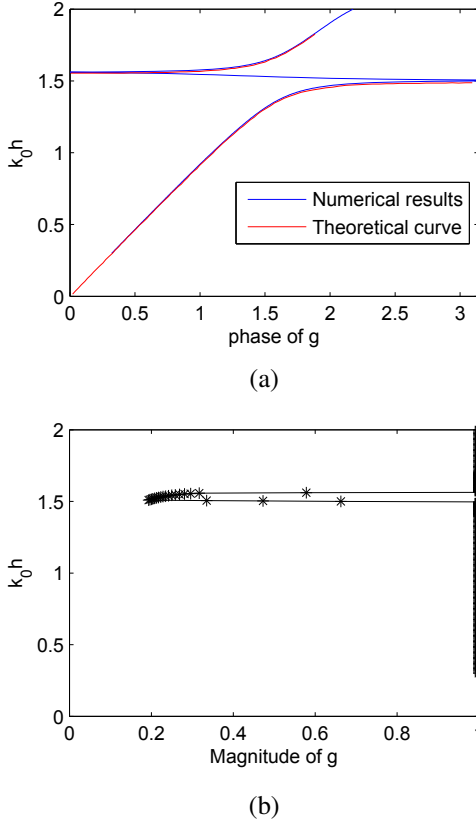 2
1.5
1
0.5
0
k₀h
Numerical results
Theoretical curve
0 0.5 1 1.5 2 2.5 3
phase of g
(a)
2
1.5
1
0.5
0
k₀h
0 0.2 0.4 0.6 0.8
Magnitude of g
(b)